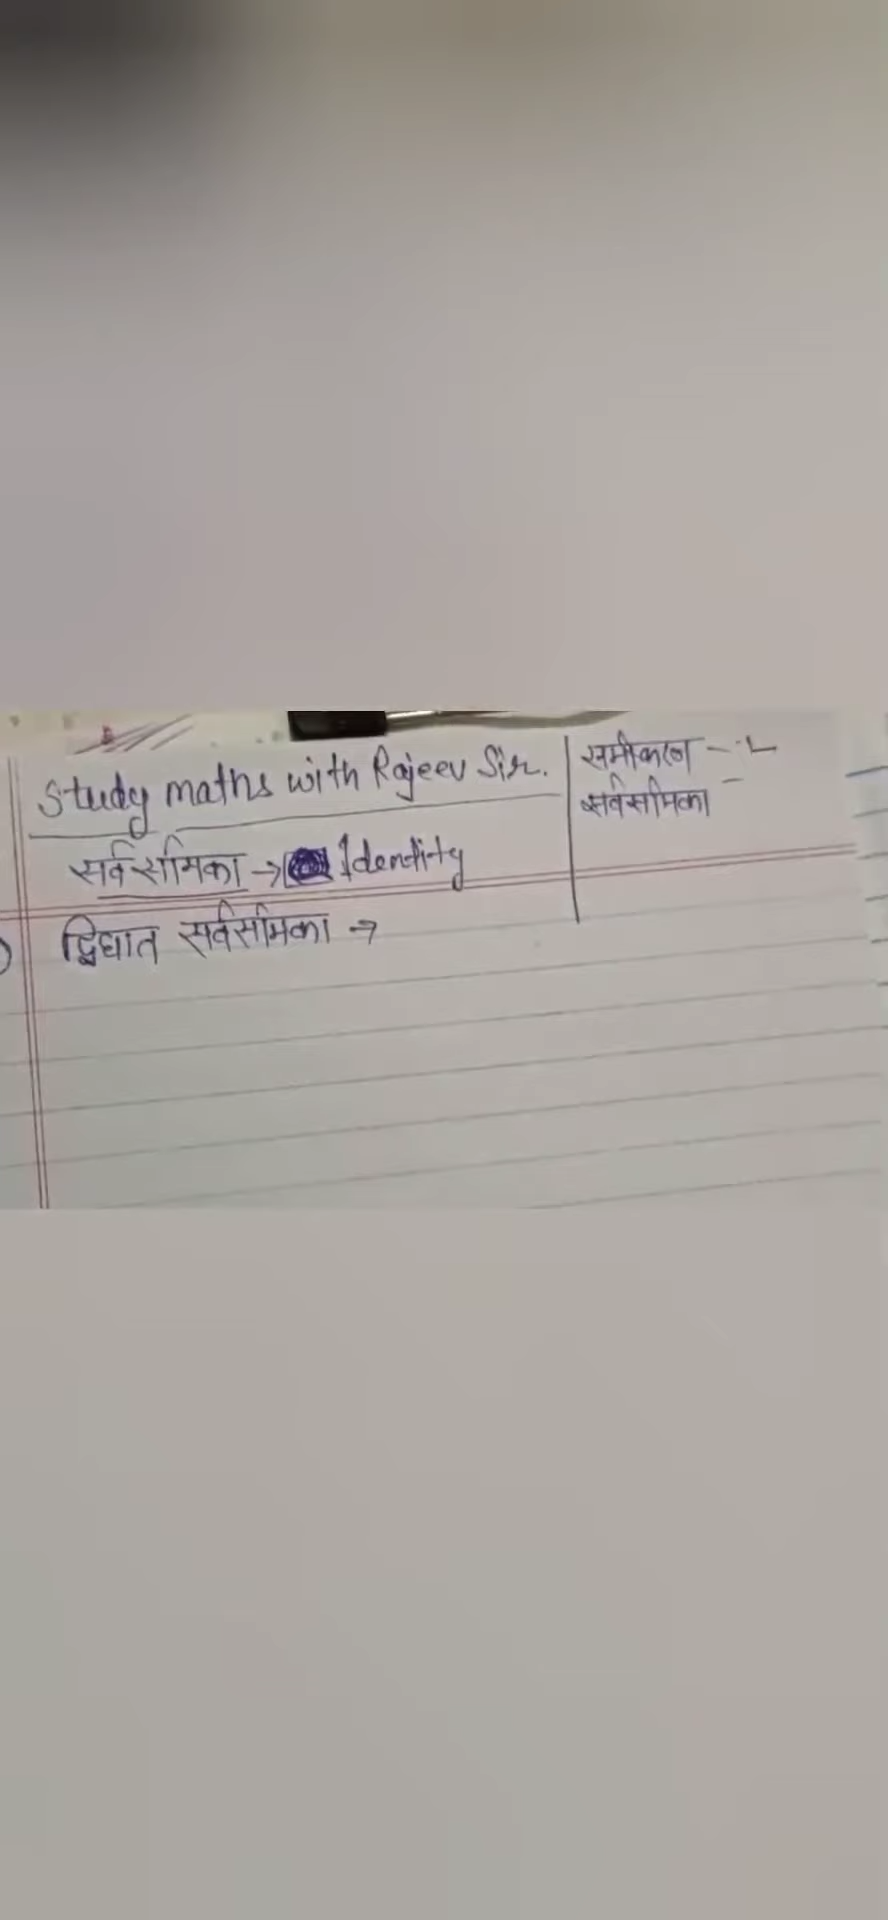 Study maths with Rajeev Sir.
सर्वसमिका → Identity
द्विघात सर्वसमिका →
समीकरण -
सर्वसमिका